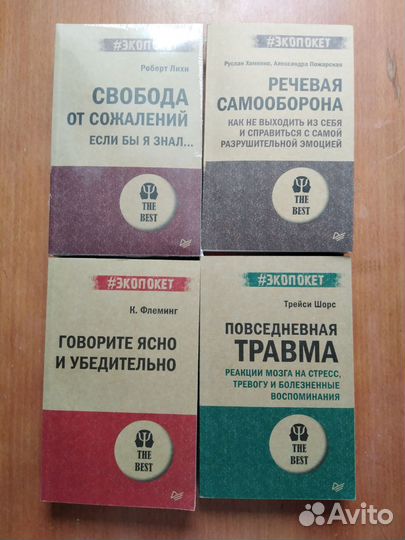 #ЭКОПОКЕТ
Роберт Лихи
СВОБОДА
ОТ СОЖАЛЕНИЙ
ЕСЛИ БЫ Я ЗНАЛ...
THE
BEST
#ЭКОПОКЕТ
Руслан Хоменко, Александра Пожарская
РЕЧЕВАЯ
САМООБОРОНА
КАК НЕ ВЫХОДИТЬ ИЗ СЕБЯ
И СПРАВИТЬСЯ С САМОЙ
РАЗРУШИТЕЛЬНОЙ ЭМОЦИЕЙ
THE
BEST
#ЭКОПОКЕТ
К. Флеминг
ГОВОРИТЕ ЯСНО
И УБЕДИТЕЛЬНО
THE
BEST
#ЭКОПОКЕТ
Трейси Шорс
ПОВСЕДНЕВНАЯ
ТРАВМА
РЕАКЦИИ МОЗГА НА СТРЕСС,
ТРЕВОГУ И БОЛЕЗНЕННЫЕ
ВОСПОМИНАНИЯ
THE
BEST
Avito